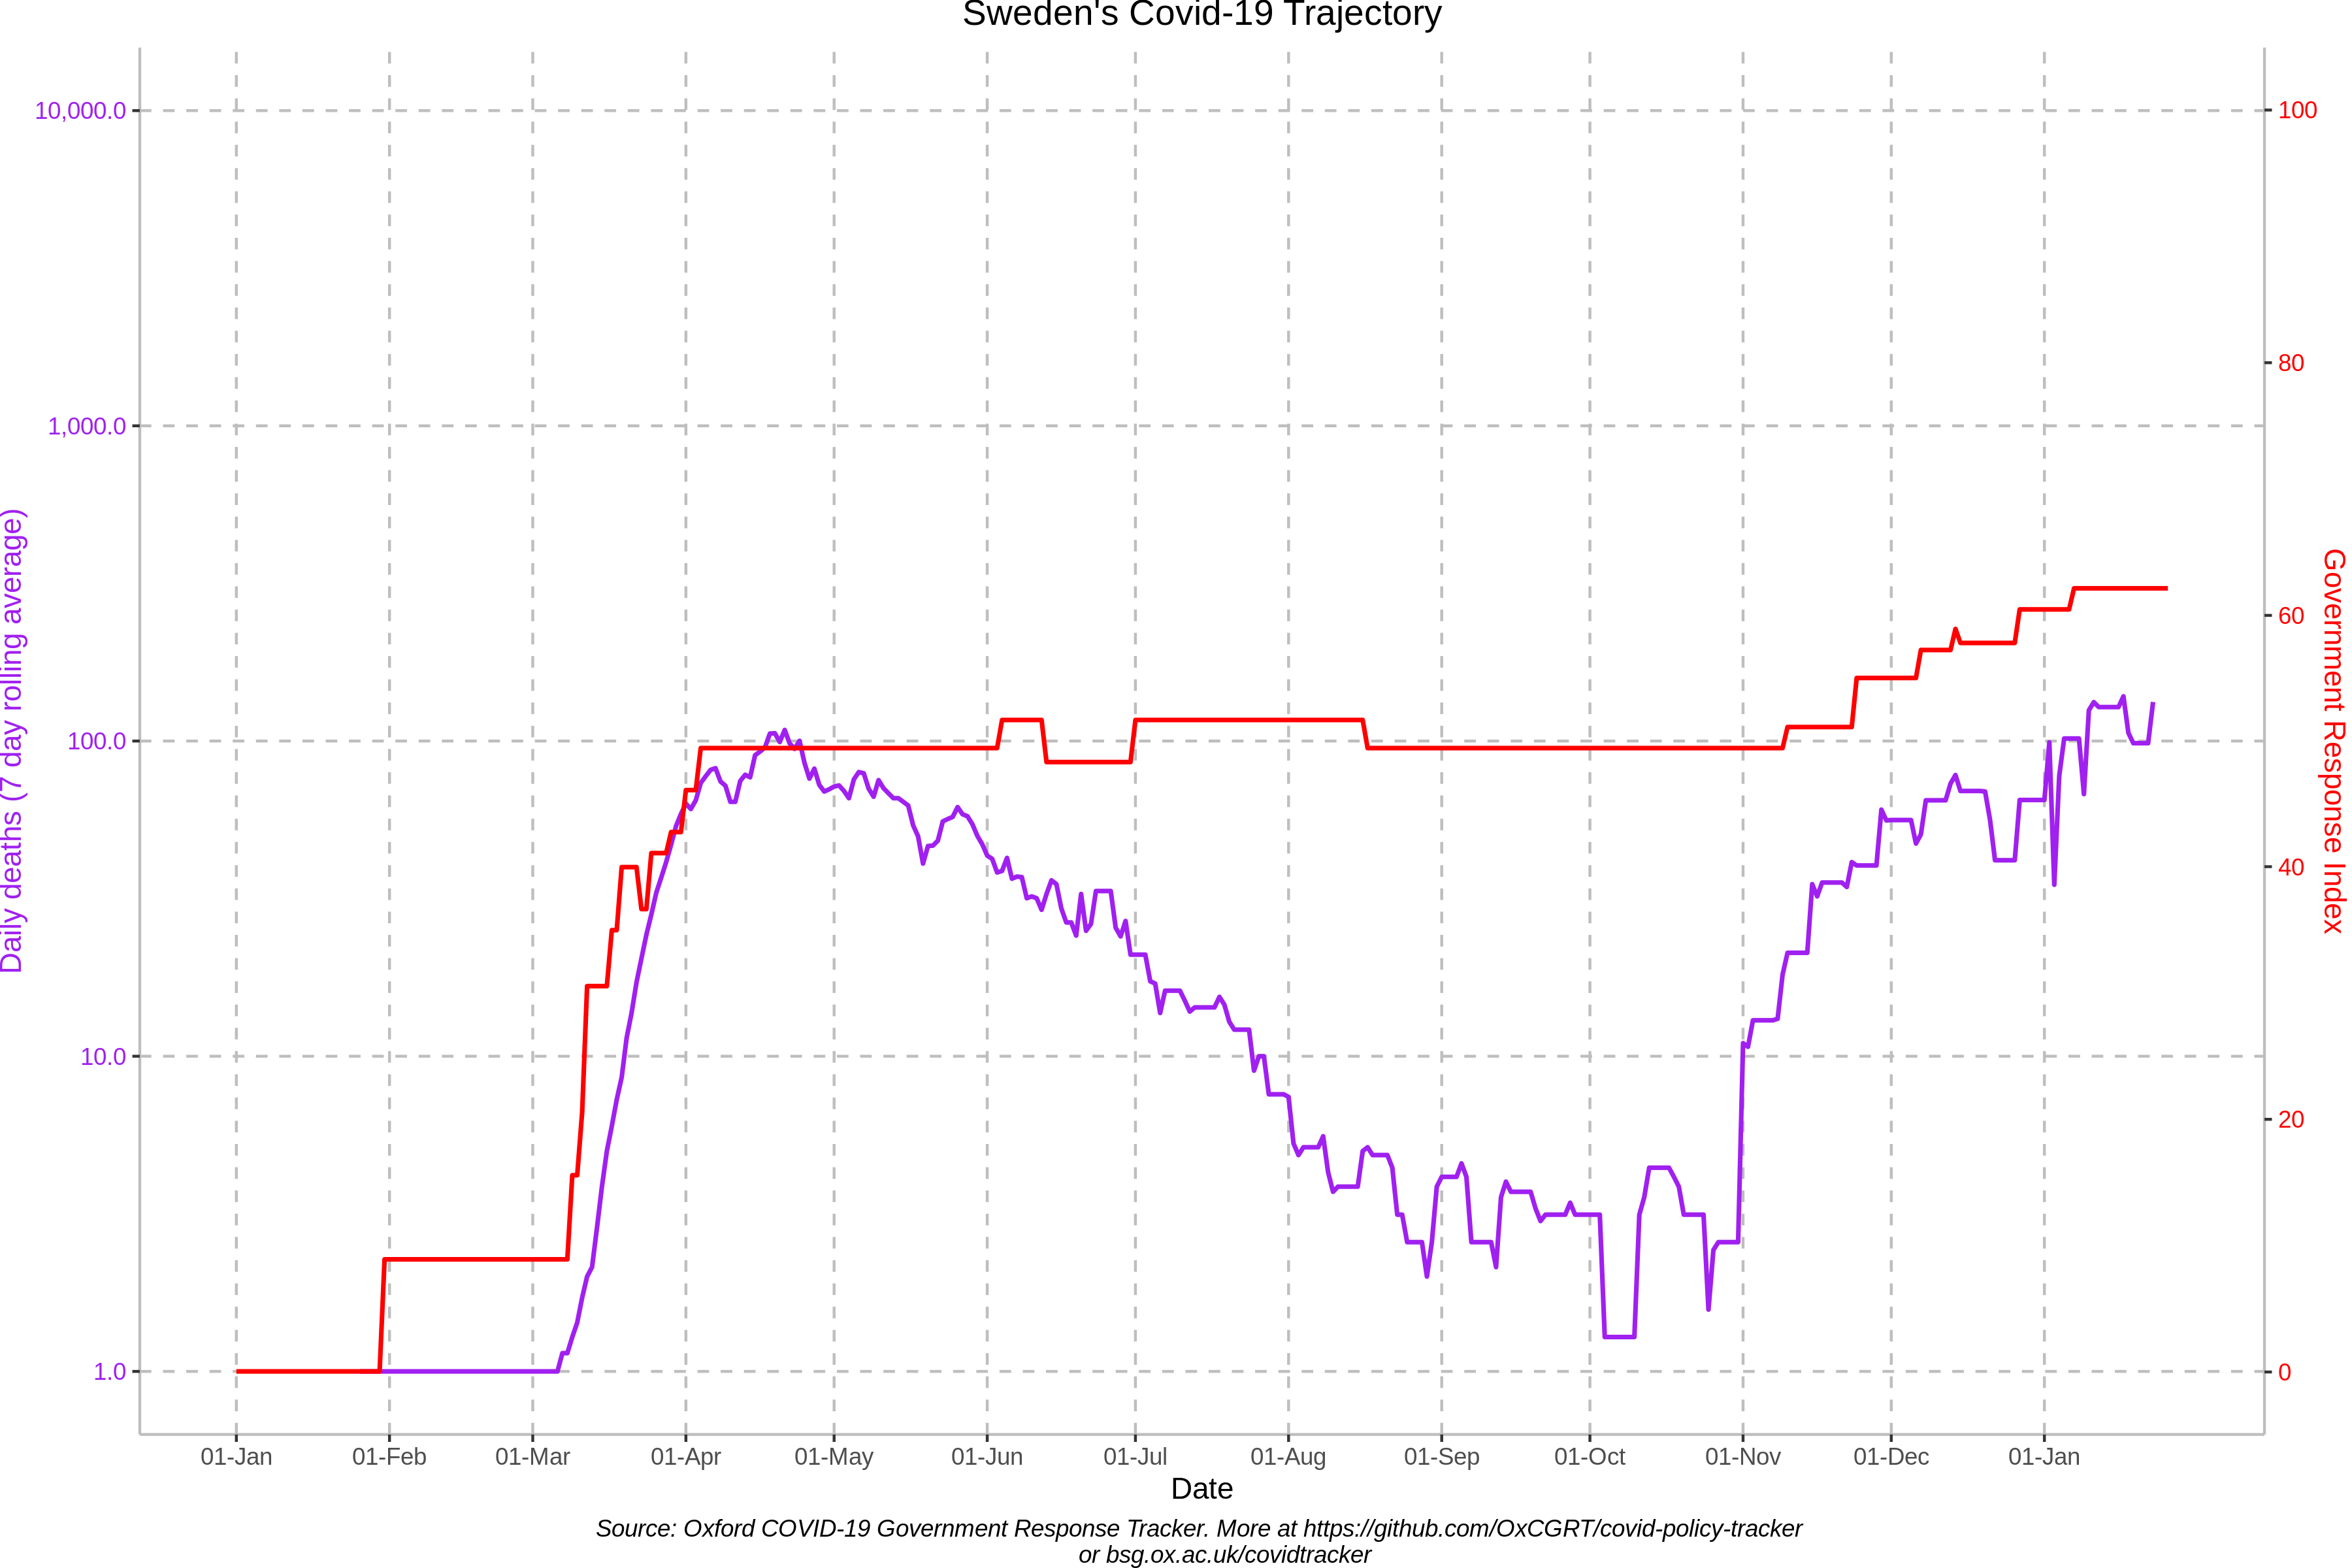 Sweden's Covid-19 Trajectory
10,000.0
100
80
1,000.0
Daily deaths (7 day rolling average)
Government Response Index
60
100.0
40
10.0
20
1.0
0
01-Jan 01-Feb 01-Mar 01-Apr 01-May 01-Jun 01-Jul 01-Aug 01-Sep 01-Oct 01-Nov 01-Dec 01-Jan
Date
Source: Oxford COVID-19 Government Response Tracker. More at https://github.com/OxCGRT/covid-policy-tracker
or bsg.ox.ac.uk/covidtracker